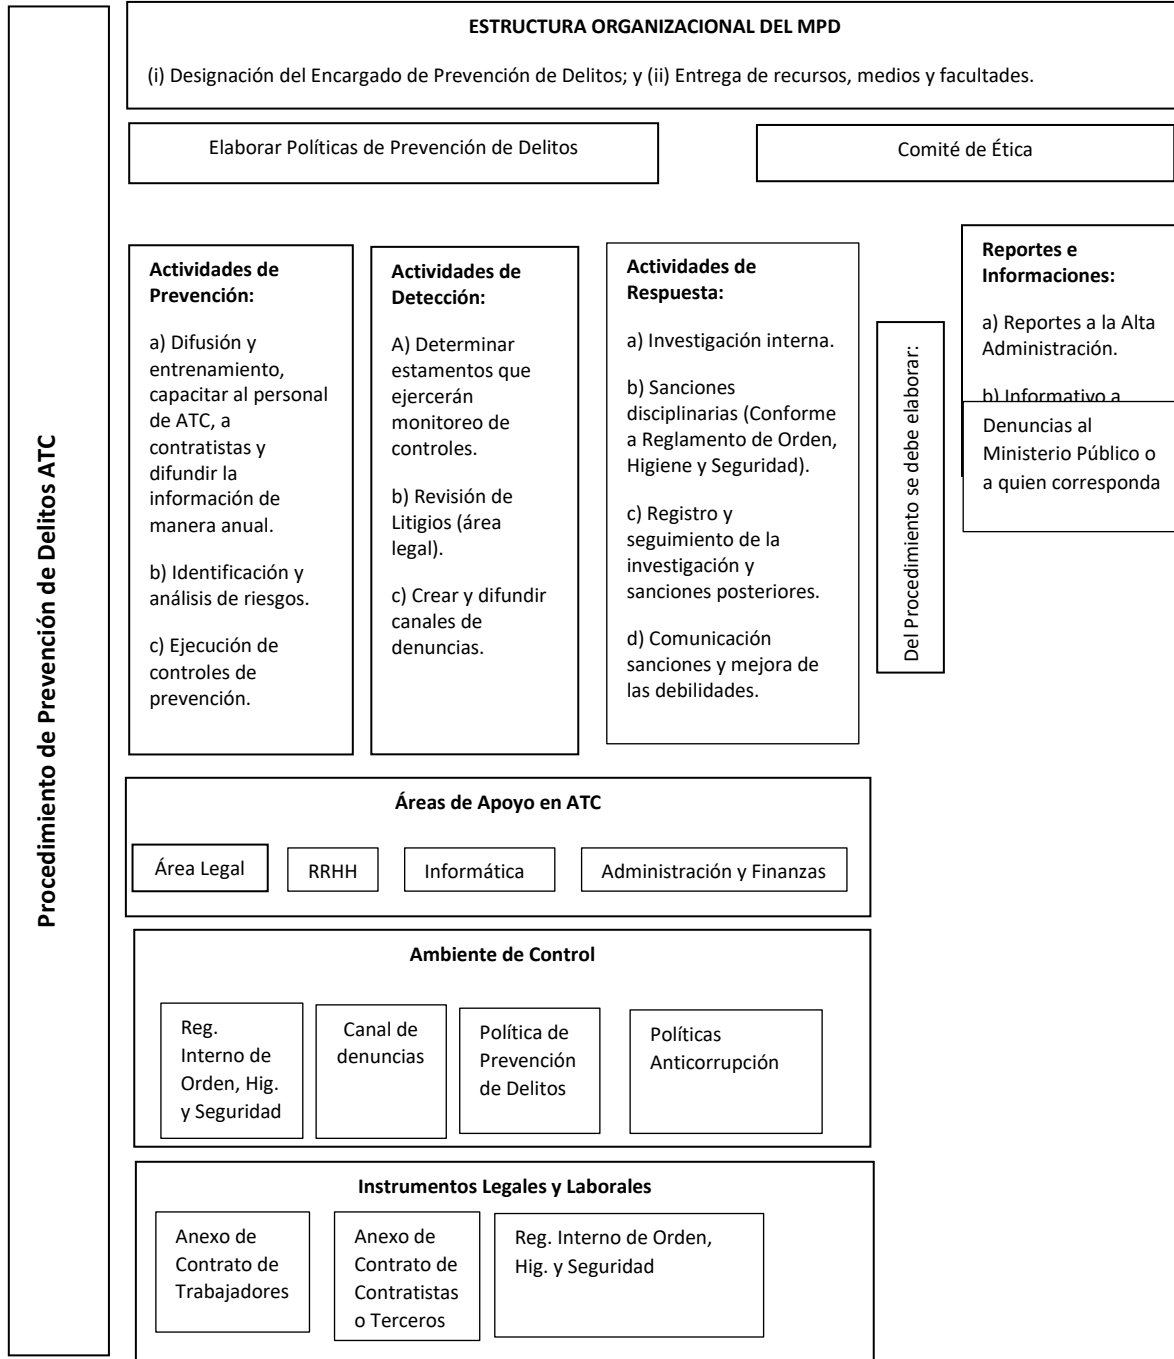 Procedimiento de Prevención de Delitos ATC
ESTRUCTURA ORGANIZACIONAL DEL MPD
(i) Designación del Encargado de Prevención de Delitos; y (ii) Entrega de recursos, medios y facultades.
Elaborar Políticas de Prevención de Delitos
Comité de Ética
Actividades de
Prevención:
a) Difusión y
entrenamiento,
capacitar al personal
de ATC, a
contratistas y
difundir la
información de
manera anual.
b) Identificación y
análisis de riesgos.
c) Ejecución de
controles de
prevención.
Actividades de
Detección:
A) Determinar
estamentos que
ejercerán
monitoreo de
controles.
b) Revisión de
Litigios (área
legal).
c) Crear y difundir
canales de
denuncias.
Actividades de
Respuesta:
a) Investigación interna.
b) Sanciones
disciplinarias (Conforme
a Reglamento de Orden,
Higiene y Seguridad).
c) Registro y
seguimiento de la
investigación y
sanciones posteriores.
d) Comunicación
sanciones y mejora de
las debilidades.
Del Procedimiento se debe elaborar:
Reportes e
Informaciones:
a) Reportes a la Alta
Administración.
b) Informativo a
Denuncias al
Ministerio Público o
a quien corresponda
Áreas de Apoyo en ATC
Área Legal
RRHH
Informática
Administración y Finanzas
Ambiente de Control
Reg.
Interno de
Orden, Hig.
y Seguridad
Canal de
denuncias
Política de
Prevención
de Delitos
Políticas
Anticorrupción
Instrumentos Legales y Laborales
Anexo de
Contrato de
Trabajadores
Anexo de
Contrato de
Contratistas
o Terceros
Reg. Interno de Orden,
Hig. y Seguridad